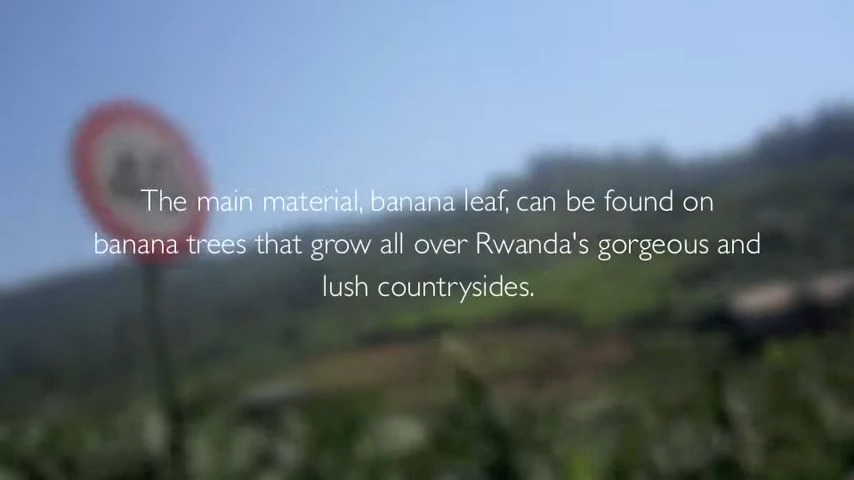 The main material, banana leaf, can be found on
banana trees that grow all over Rwanda's gorgeous and
lush countrysides.